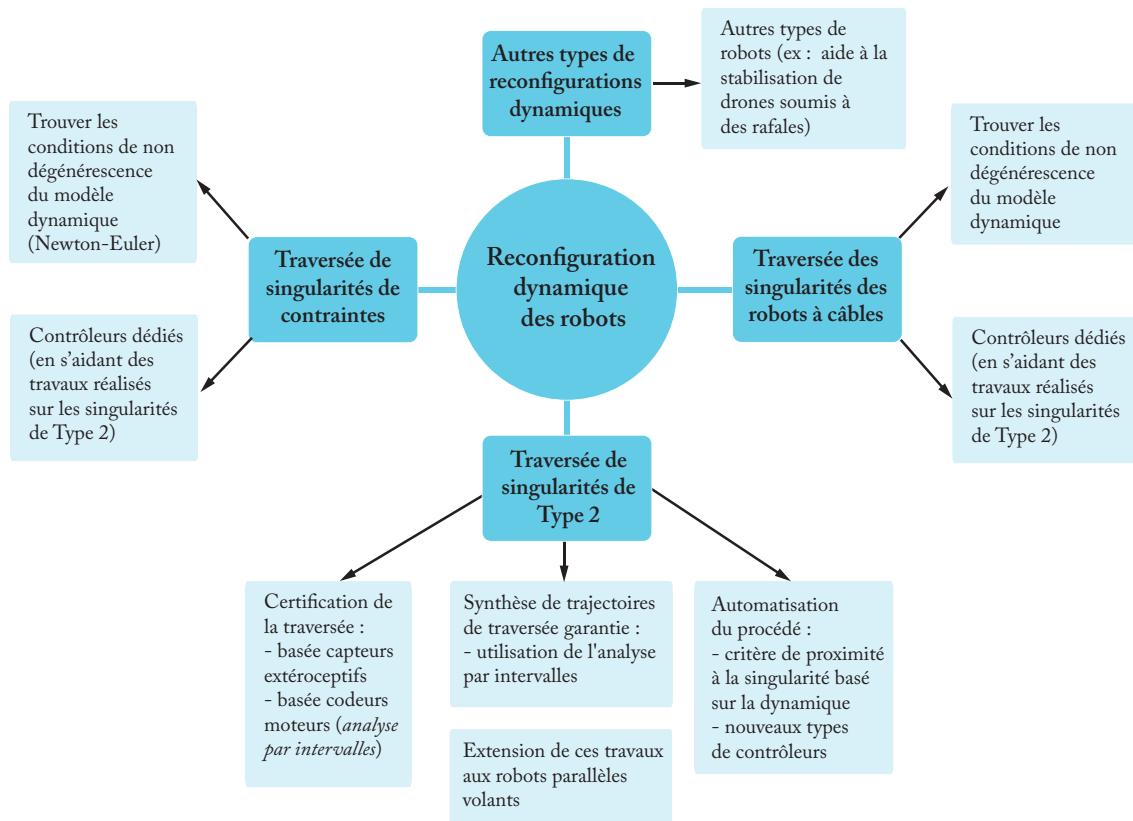 Autres types de
reconfigurations
dynamiques
Autres types de
robots (ex :  aide à la
stabilisation de
drones soumis à
des rafales)
Trouver les
conditions de non
dégénérescence
du modèle
dynamique
(Newton-Euler)
Trouver les
conditions de non
dégénérescence
du modèle
dynamique
Traversée de
singularités de
contraintes
Reconfiguration
dynamique
des robots
Traversée des
singularités des
robots à câbles
Contrôleurs dédiés
(en s’aidant des
travaux réalisés
sur les singularités
de Type 2)
Contrôleurs dédiés
(en s’aidant des
travaux réalisés
sur les singularités
de Type 2)
Traversée de
singularités de
Type 2
Certification de
la traversée :
- basée capteurs
extéroceptifs
- basée codeurs
moteurs (analyse
par intervalles)
Synthèse de trajectoires
de traversée garantie :
- utilisation de l'analyse
par intervalles
Automatisation
du procédé :
- critère de proximité
à la singularité basé
sur la dynamique
- nouveaux types
de contrôleurs
Extension de ces travaux
aux robots parallèles
volants